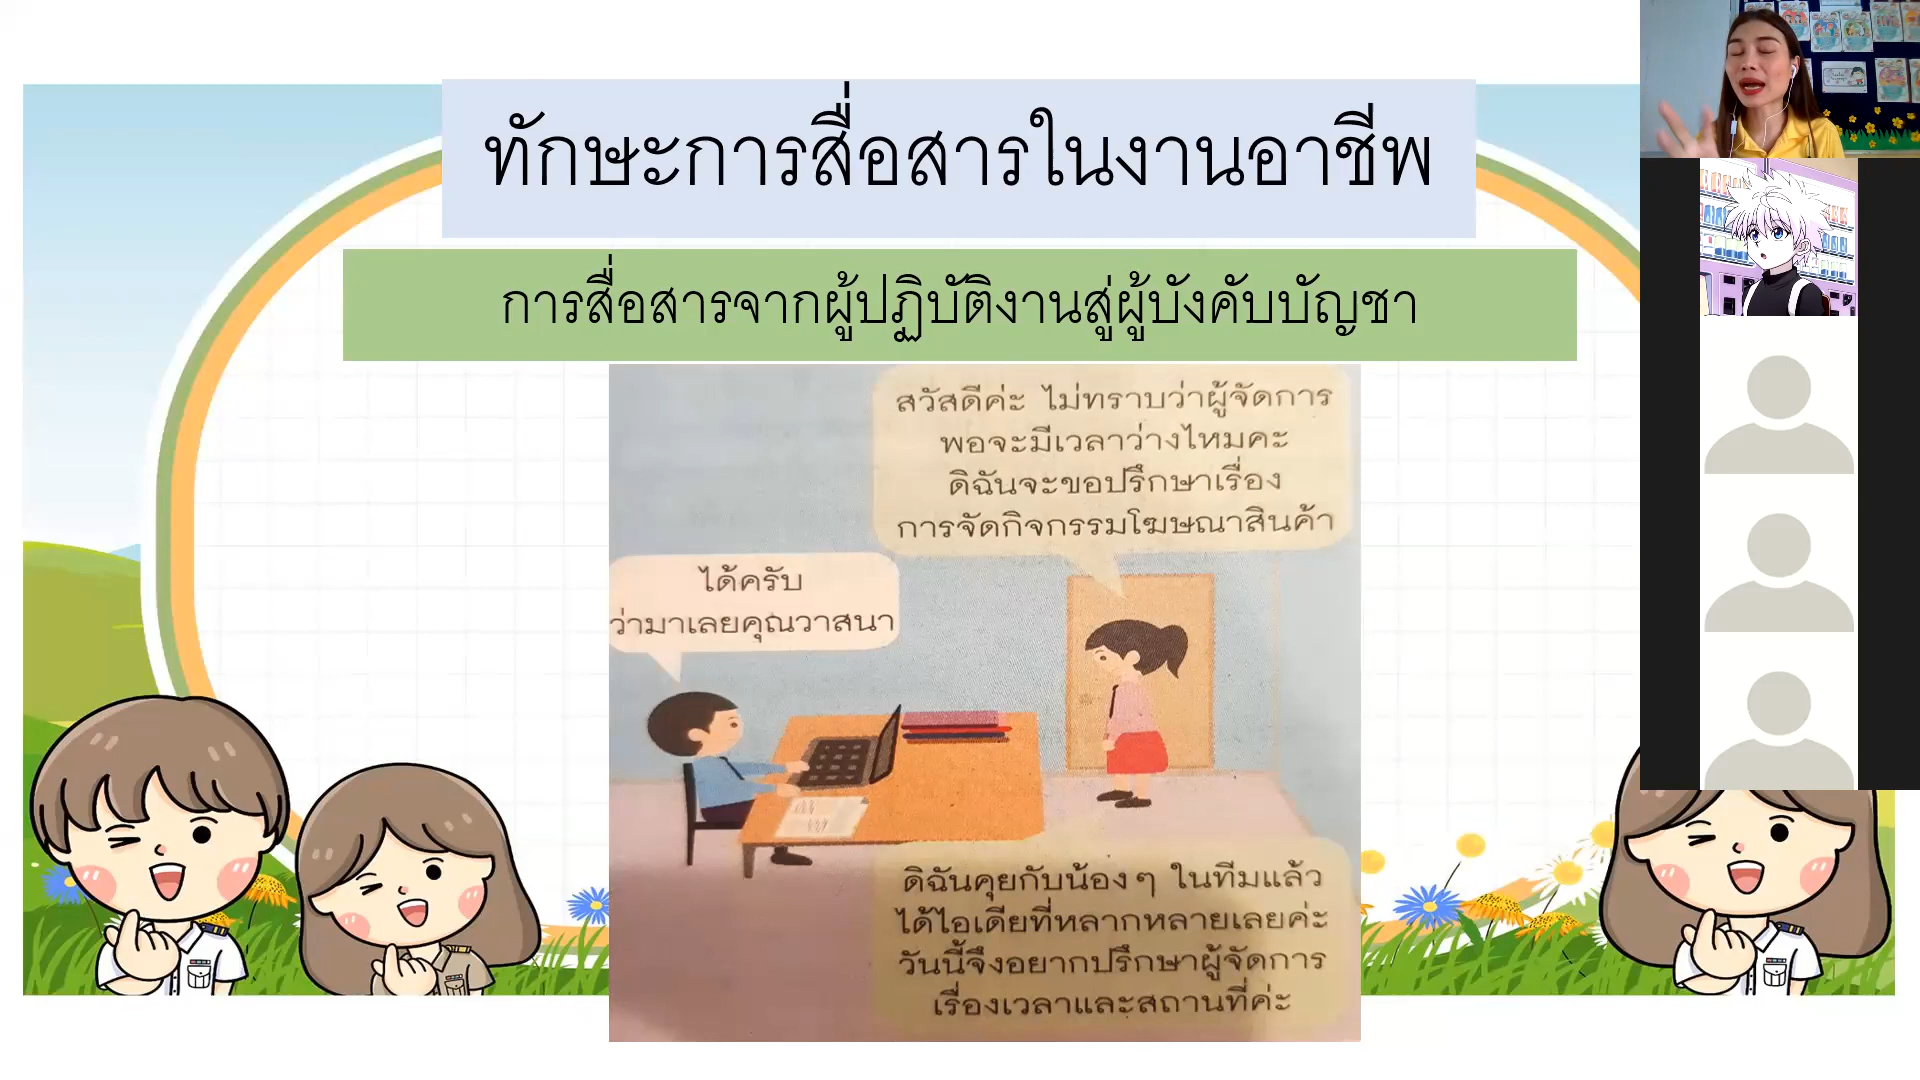 ทักษะการสื่อสารในงานอาชีพ
การสื่อสารจากผู้ปฏิบัติงานสู่ผู้บังคับบัญชา
สวัสดีค่ะ ไม่ทราบว่าผู้จัดการ
พอจะมีเวลาว่างไหมคะ
ดิฉันจะขอปรึกษาเรื่อง
การจัดกิจกรรมโฆษณาสินค้า
ได้ครับ
ว่ามาเลยคุณวาสนา
ดิฉันคุยกับน้อง ๆ ในทีมแล้ว
ได้ไอเดียที่หลากหลายเลยค่ะ
วันนี้จึงอยากปรึกษาผู้จัดการ
เรื่องเวลาและสถานที่ค่ะ